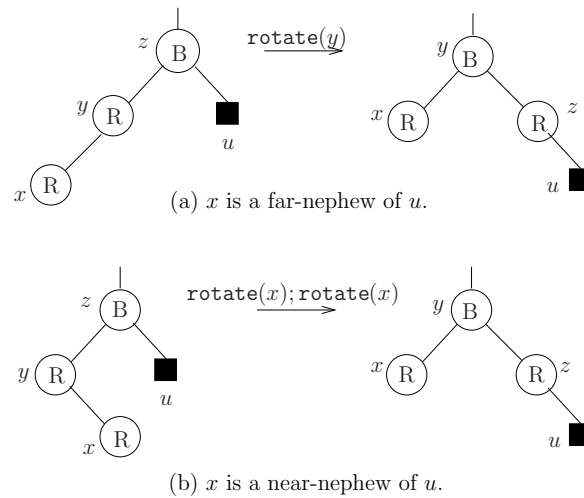 z B rotate(y) y B
y R u x R R z
x R u
(a) x is a far-nephew of u.
z B rotate(x); rotate(x) y B
y R u x R R z
x R u
(b) x is a near-nephew of u.